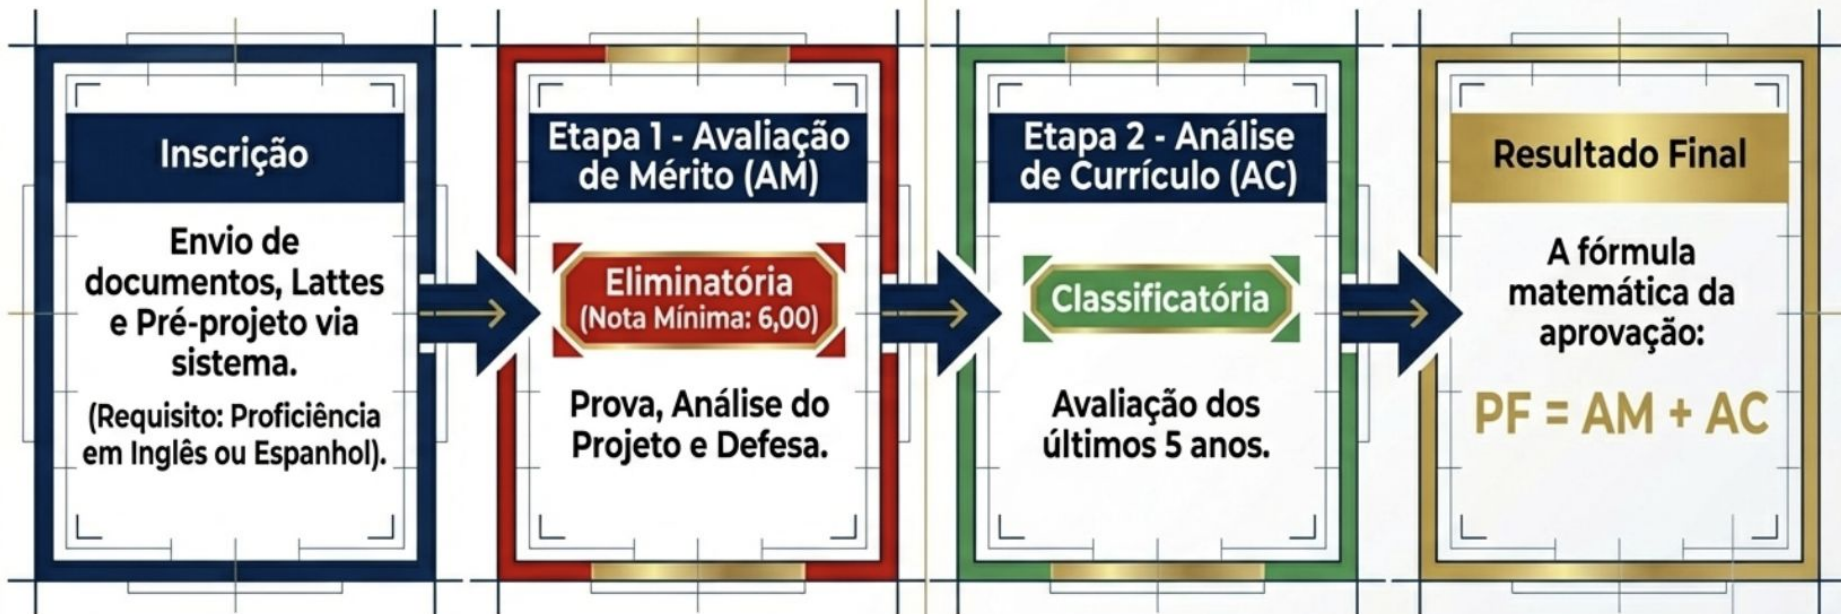 Inscrição
Envio de
documentos, Lattes
e Pré-projeto via
sistema.
(Requisito: Proficiência
em Inglês ou Espanhol).
Etapa 1 - Avaliação
de Mérito (AM)
Eliminatória
(Nota Mínima: 6,00)
Prova, Análise do
Projeto e Defesa.
Etapa 2 - Análise
de Currículo (AC)
Classificatória
Avaliação dos
últimos 5 anos.
Resultado Final
A fórmula
matemática da
aprovação:
PF = AM + AC